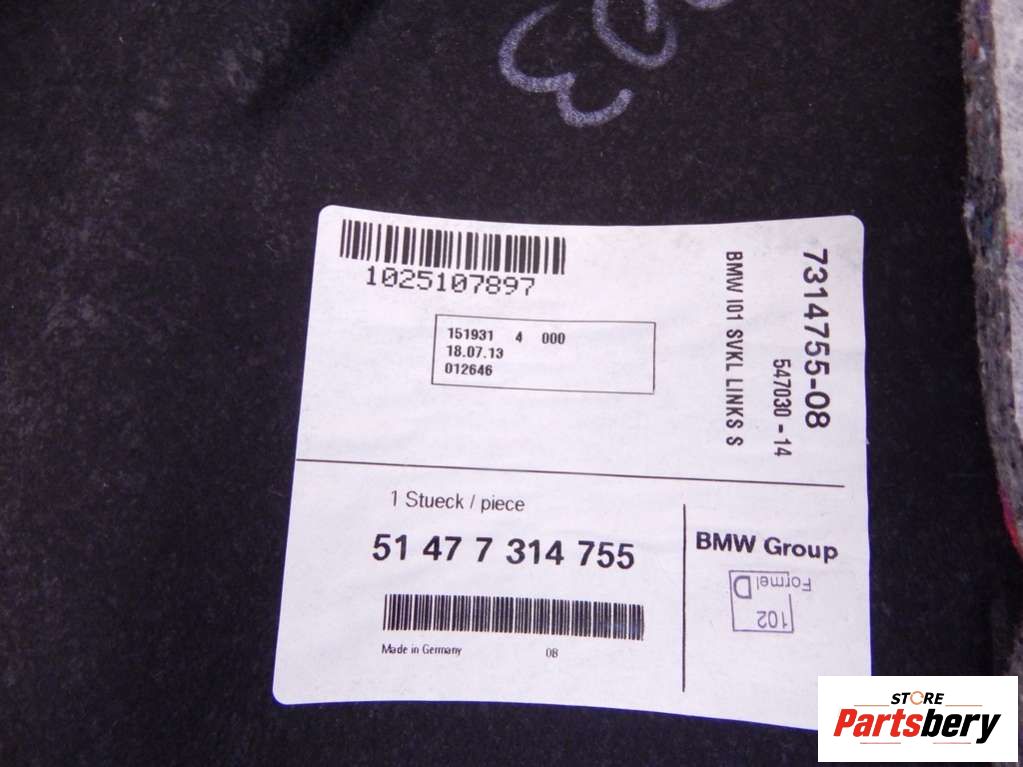 1025107897
151931 4 000
18.07.13
012646
7314755-08
547030-14
BMW I01 SVKL LINKS S
1 Stueck / piece
51 47 7 314 755
Made in Germany 08
BMW Group
Formel D
102
STORE
Partsbery